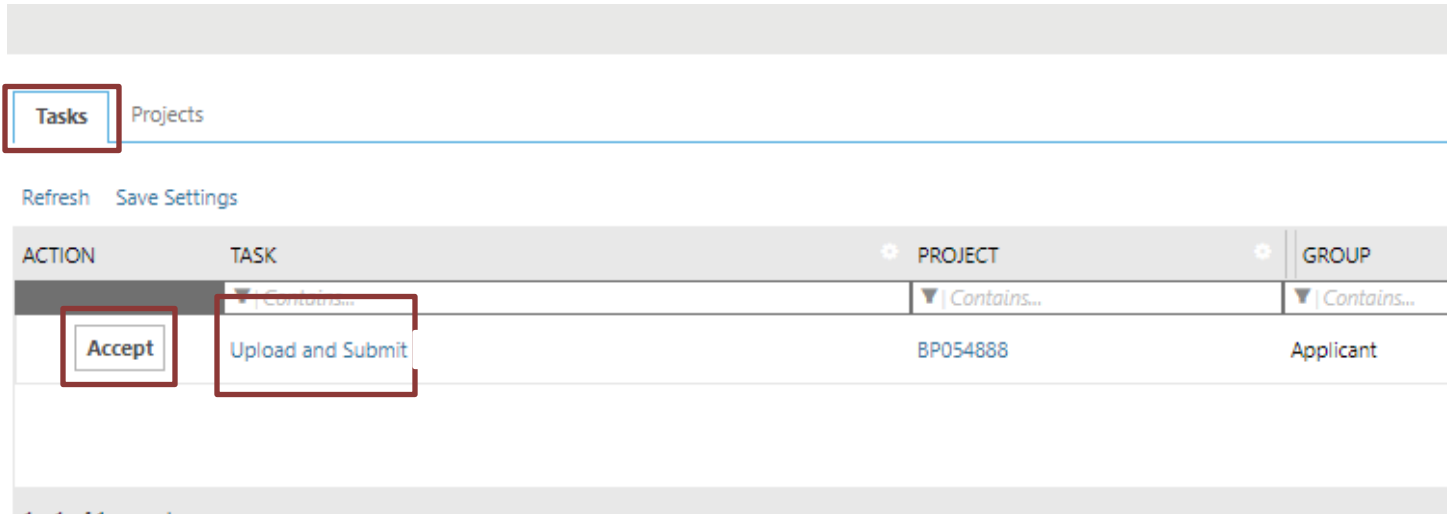 Tasks Projects
Refresh Save Settings
ACTION TASK PROJECT GROUP
Contains... Contains... Contains...
Accept Upload and Submit BP054888 Applicant